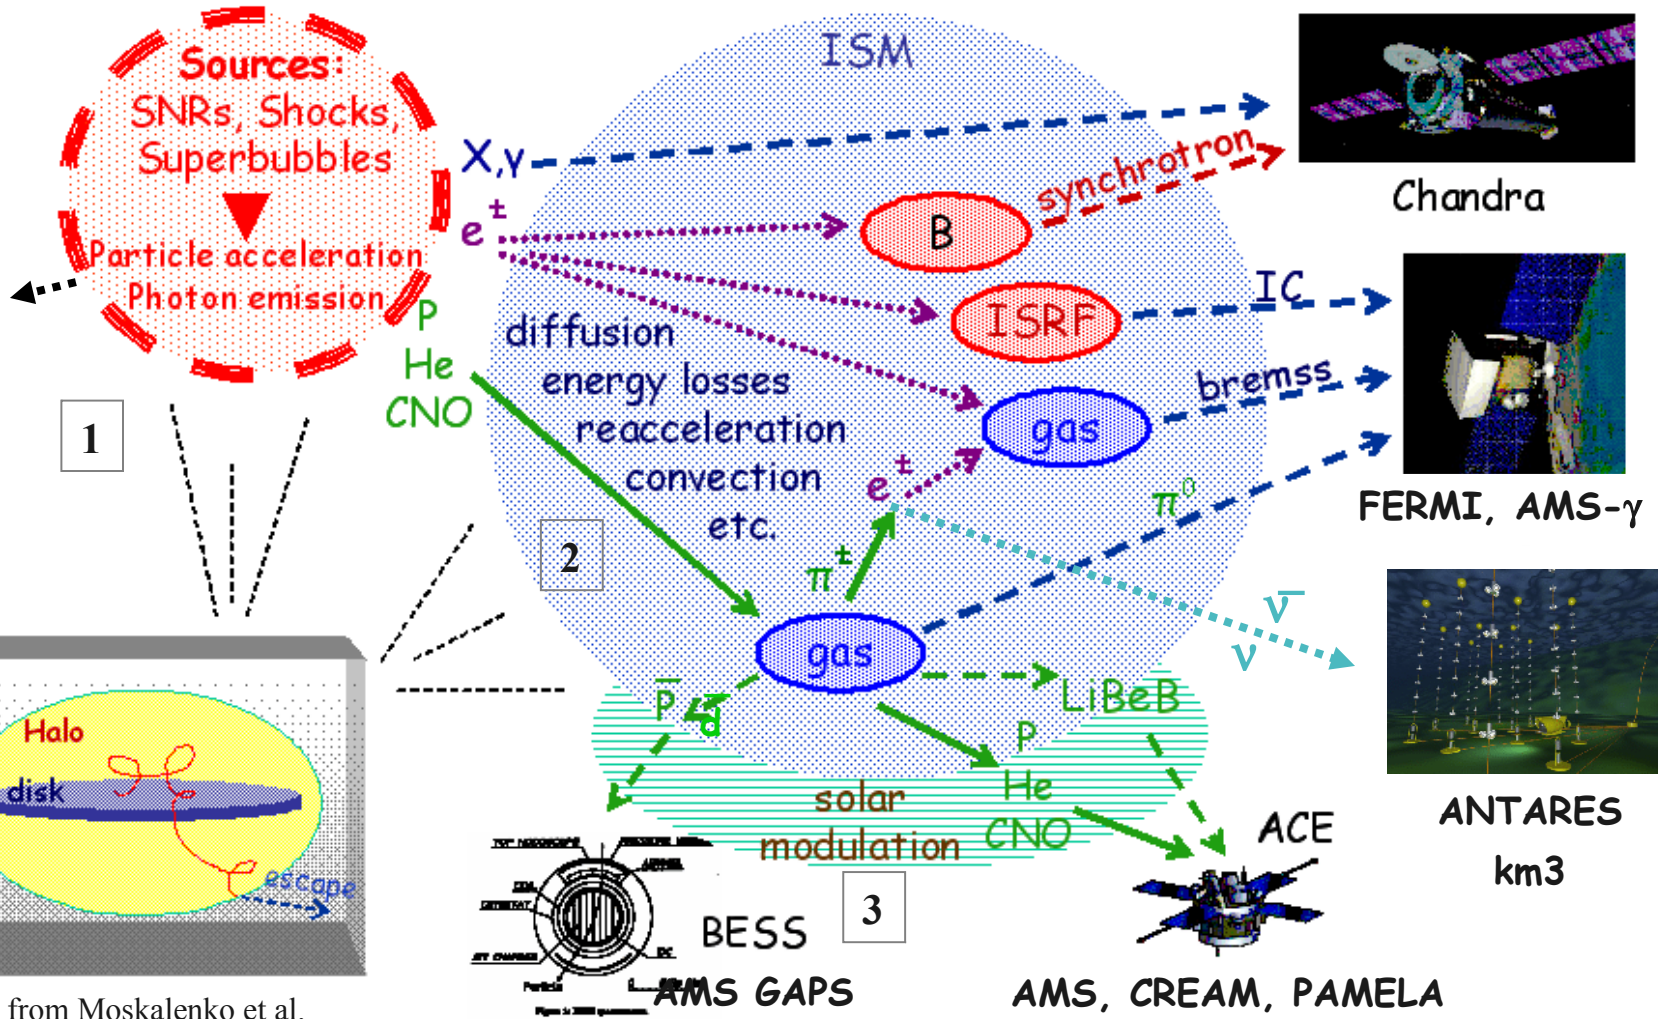 Sources:
SNRs, Shocks,
Superbubbles
Particle acceleration
Photon emission
ISM
X,γ
e±
P
He
CNO
B
synchrotron
Chandra
ISRF
IC
diffusion
energy losses
reacceleration
convection
etc.
gas
bremss
FERMI, AMS-γ
1
2
e±
π±
π0
gas
ν̅
ν
ANTARES
km3
P̅
d̅
LiBeB
P
He
CNO
solar
modulation
3
ACE
Halo
disk
escape
BESS
AMS GAPS
AMS, CREAM, PAMELA
Particle
from Moskalenko et al.